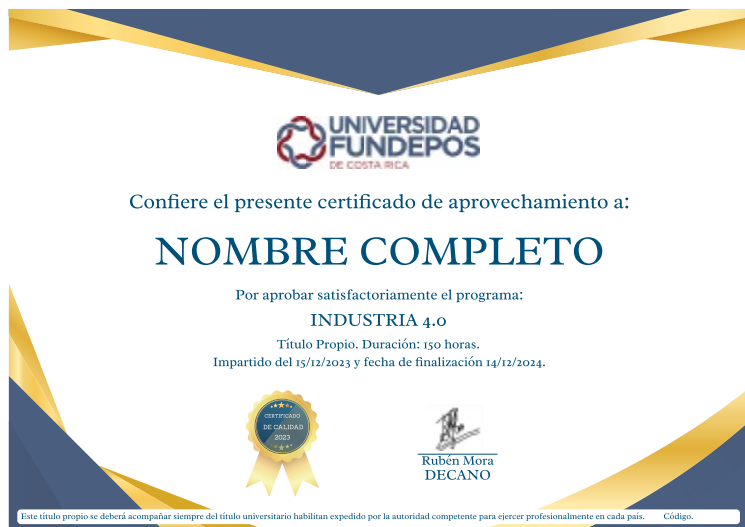 UNIVERSIDAD
FUNDEPOS
DE COSTA RICA
Confiere el presente certificado de aprovechamiento a:
NOMBRE COMPLETO
Por aprobar satisfactoriamente el programa:
INDUSTRIA 4.0
Título Propio. Duración: 150 horas.
Impartido del 15/12/2023 y fecha de finalización 14/12/2024.
CERTIFICADO
DE CALIDAD
2023
Rubén Mora
DECANO
Este título propio se deberá acompañar siempre del título universitario habilitan expedido por la autoridad competente para ejercer profesionalmente en cada país. Código.